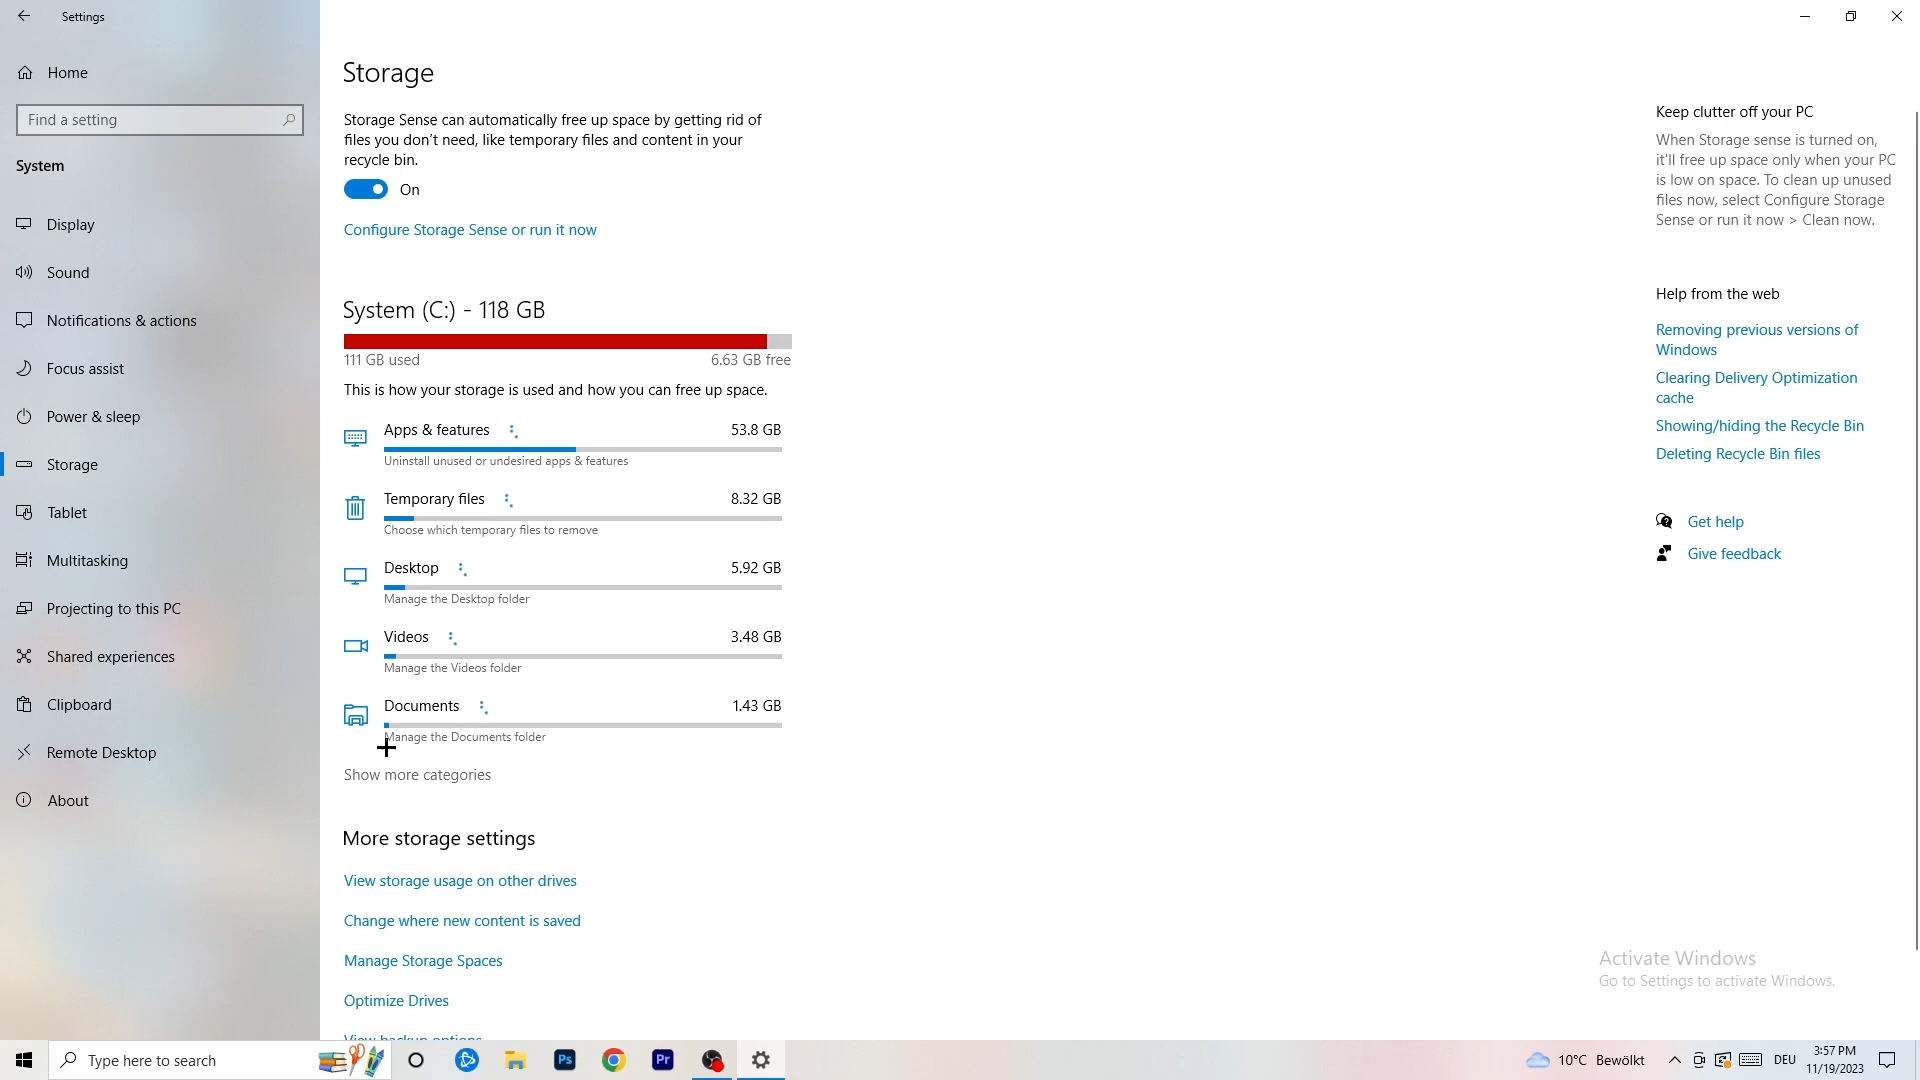 Settings
Home
Find a setting
System
Display
Sound
Notifications & actions
Focus assist
Power & sleep
Storage
Tablet
Multitasking
Projecting to this PC
Shared experiences
Clipboard
Remote Desktop
About
Storage
Storage Sense can automatically free up space by getting rid of
files you don't need, like temporary files and content in your
recycle bin.
On
Configure Storage Sense or run it now
System (C:) - 118 GB
111 GB used
6.63 GB free
This is how your storage is used and how you can free up space.
Apps & features
53.8 GB
Uninstall unused or undesired apps & features
Temporary files
8.32 GB
Choose which temporary files to remove
Desktop
5.92 GB
Manage the Desktop folder
Videos
3.48 GB
Manage the Videos folder
Documents
1.43 GB
Manage the Documents folder
Show more categories
More storage settings
View storage usage on other drives
Change where new content is saved
Manage Storage Spaces
Optimize Drives
View backup options
Keep clutter off your PC
When Storage sense is turned on,
it'll free up space only when your PC
is low on space. To clean up unused
files now, select Configure Storage
Sense or run it now > Clean now.
Help from the web
Removing previous versions of
Windows
Clearing Delivery Optimization
cache
Showing/hiding the Recycle Bin
Deleting Recycle Bin files
Get help
Give feedback
Activate Windows
Go to Settings to activate Windows.
Type here to search
Ps
Pr
10°C Bewölkt
DEU
3:57 PM
11/19/2023